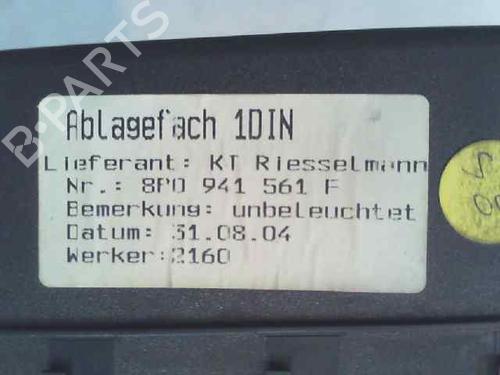 Ablagefach 1DIN
Lieferant: KT Riesselmann
Nr.: 8P0 941 561 F
Bemerkung: unbeleuchtet
Datum: 31.08.04
Werker:2160
B-Parts